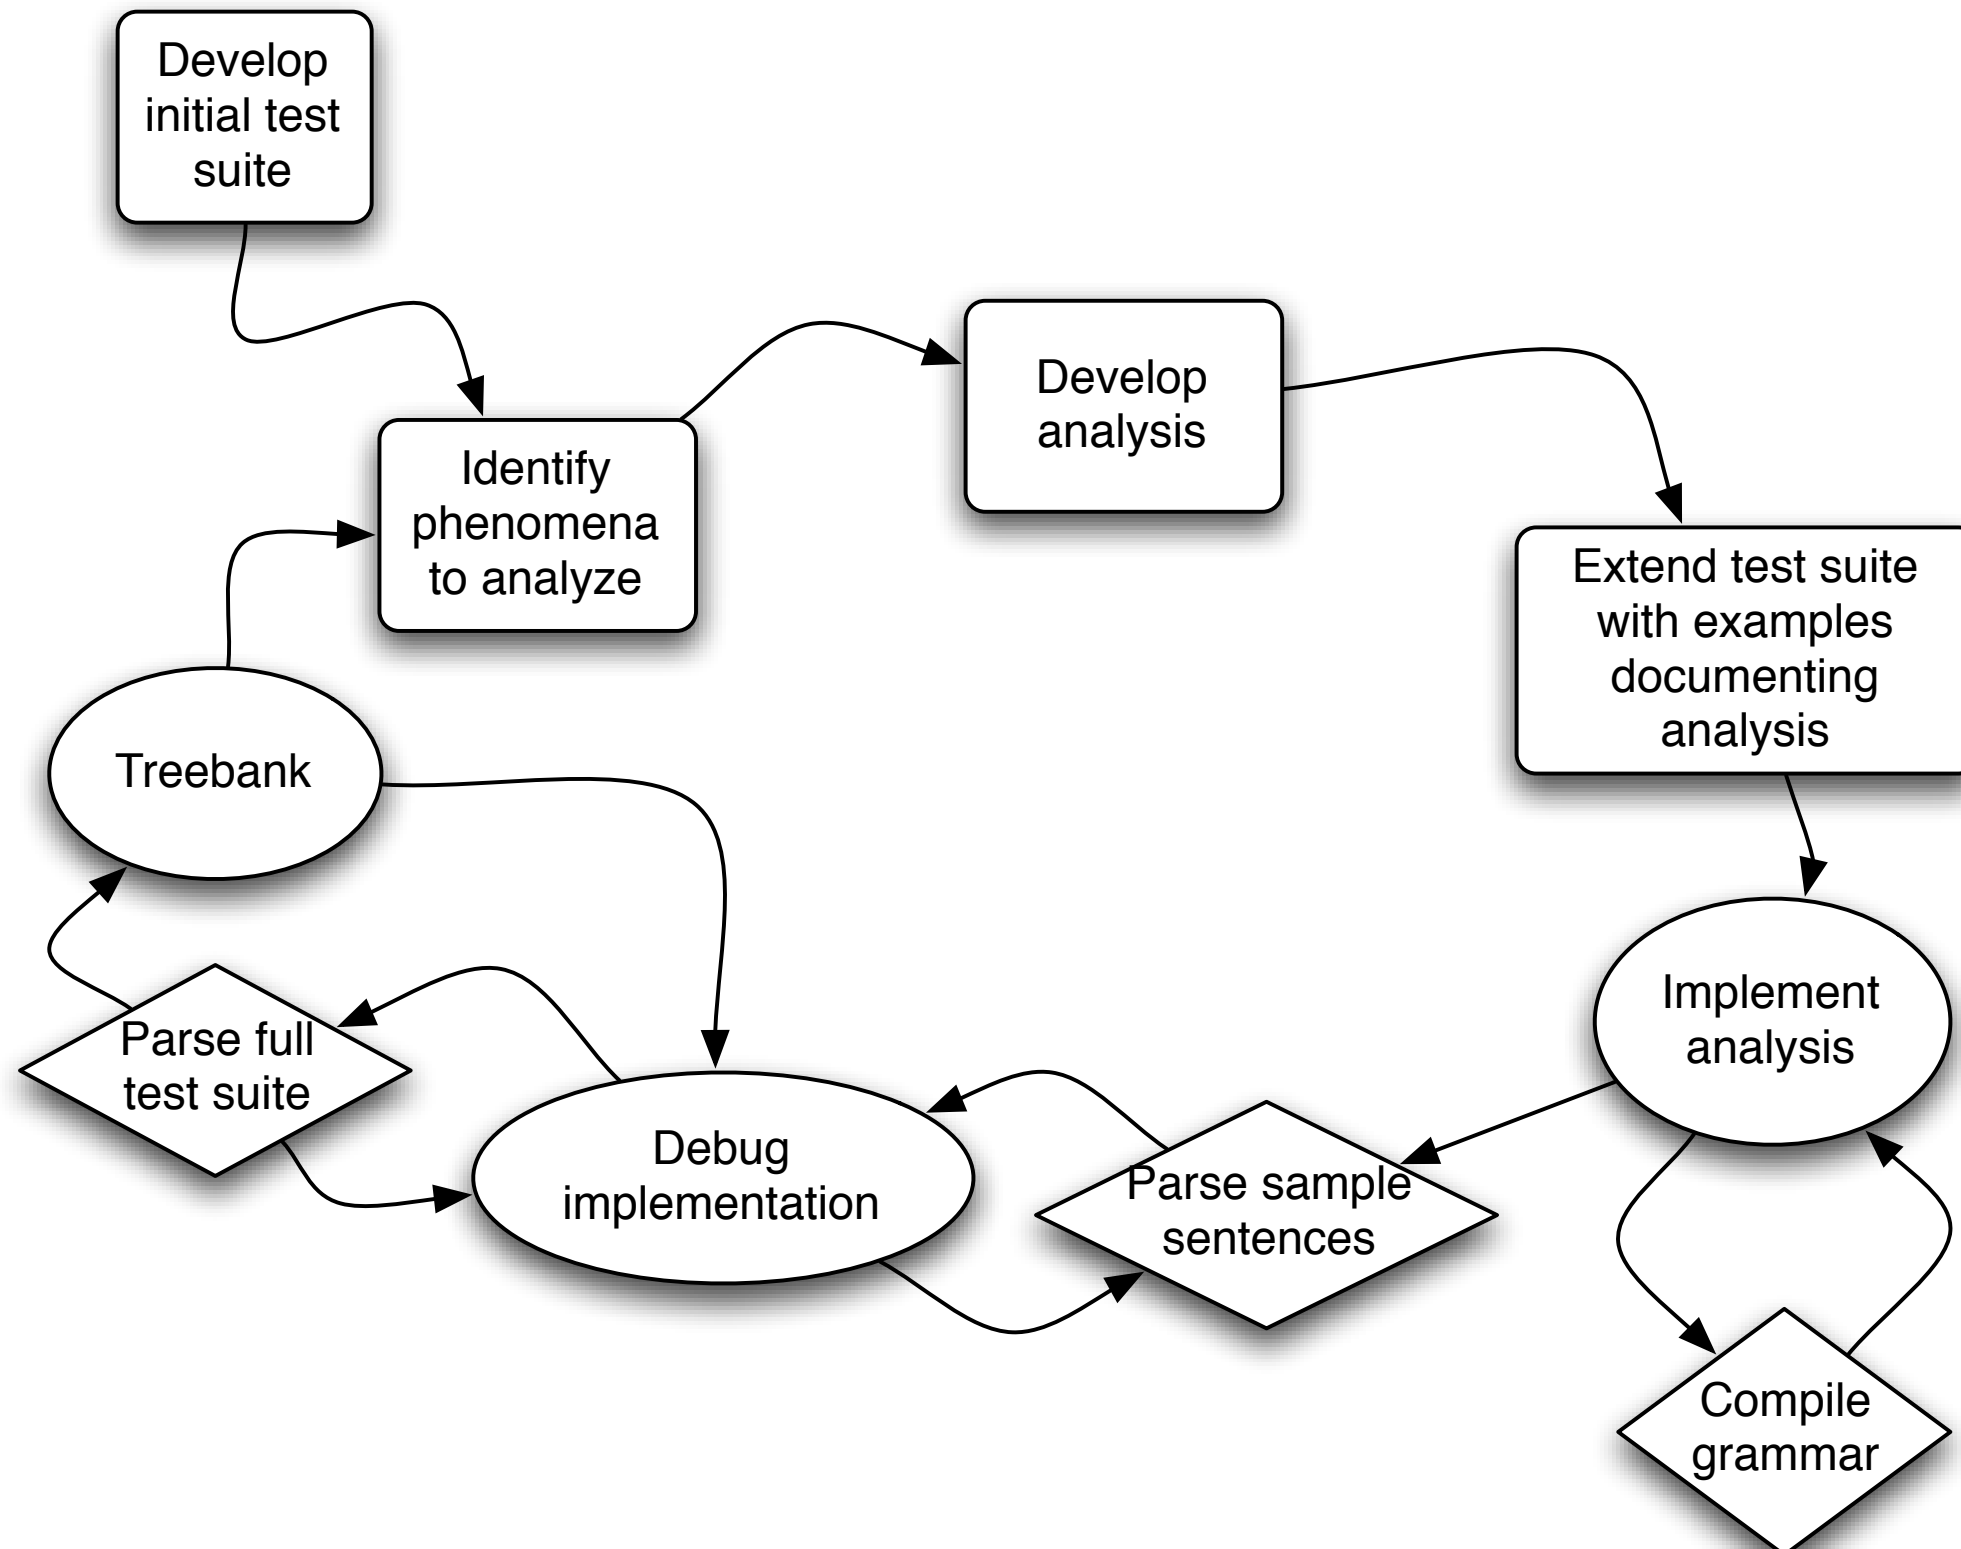 Develop
initial test
suite
Identify
phenomena
to analyze
Develop
analysis
Extend test suite
with examples
documenting
analysis
Treebank
Implement
analysis
Parse full
test suite
Debug
implementation
Parse sample
sentences
Compile
grammar